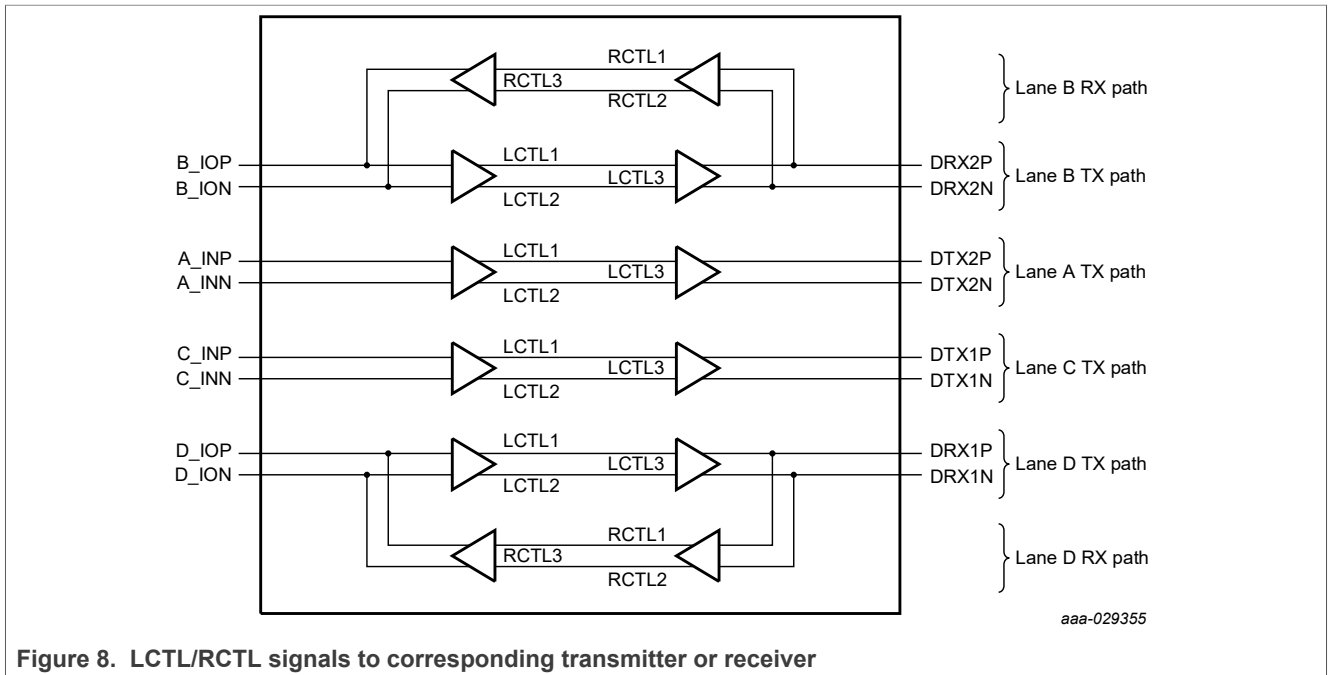 RCTL1
RCTL3
RCTL2
Lane B RX path
B_IOP
B_ION
LCTL1
LCTL3
LCTL2
DRX2P
DRX2N
Lane B TX path
A_INP
A_INN
LCTL1
LCTL3
LCTL2
DTX2P
DTX2N
Lane A TX path
C_INP
C_INN
LCTL1
LCTL3
LCTL2
DTX1P
DTX1N
Lane C TX path
D_IOP
D_ION
LCTL1
LCTL3
LCTL2
DRX1P
DRX1N
Lane D TX path
RCTL1
RCTL3
RCTL2
Lane D RX path
aaa-029355
Figure 8. LCTL/RCTL signals to corresponding transmitter or receiver